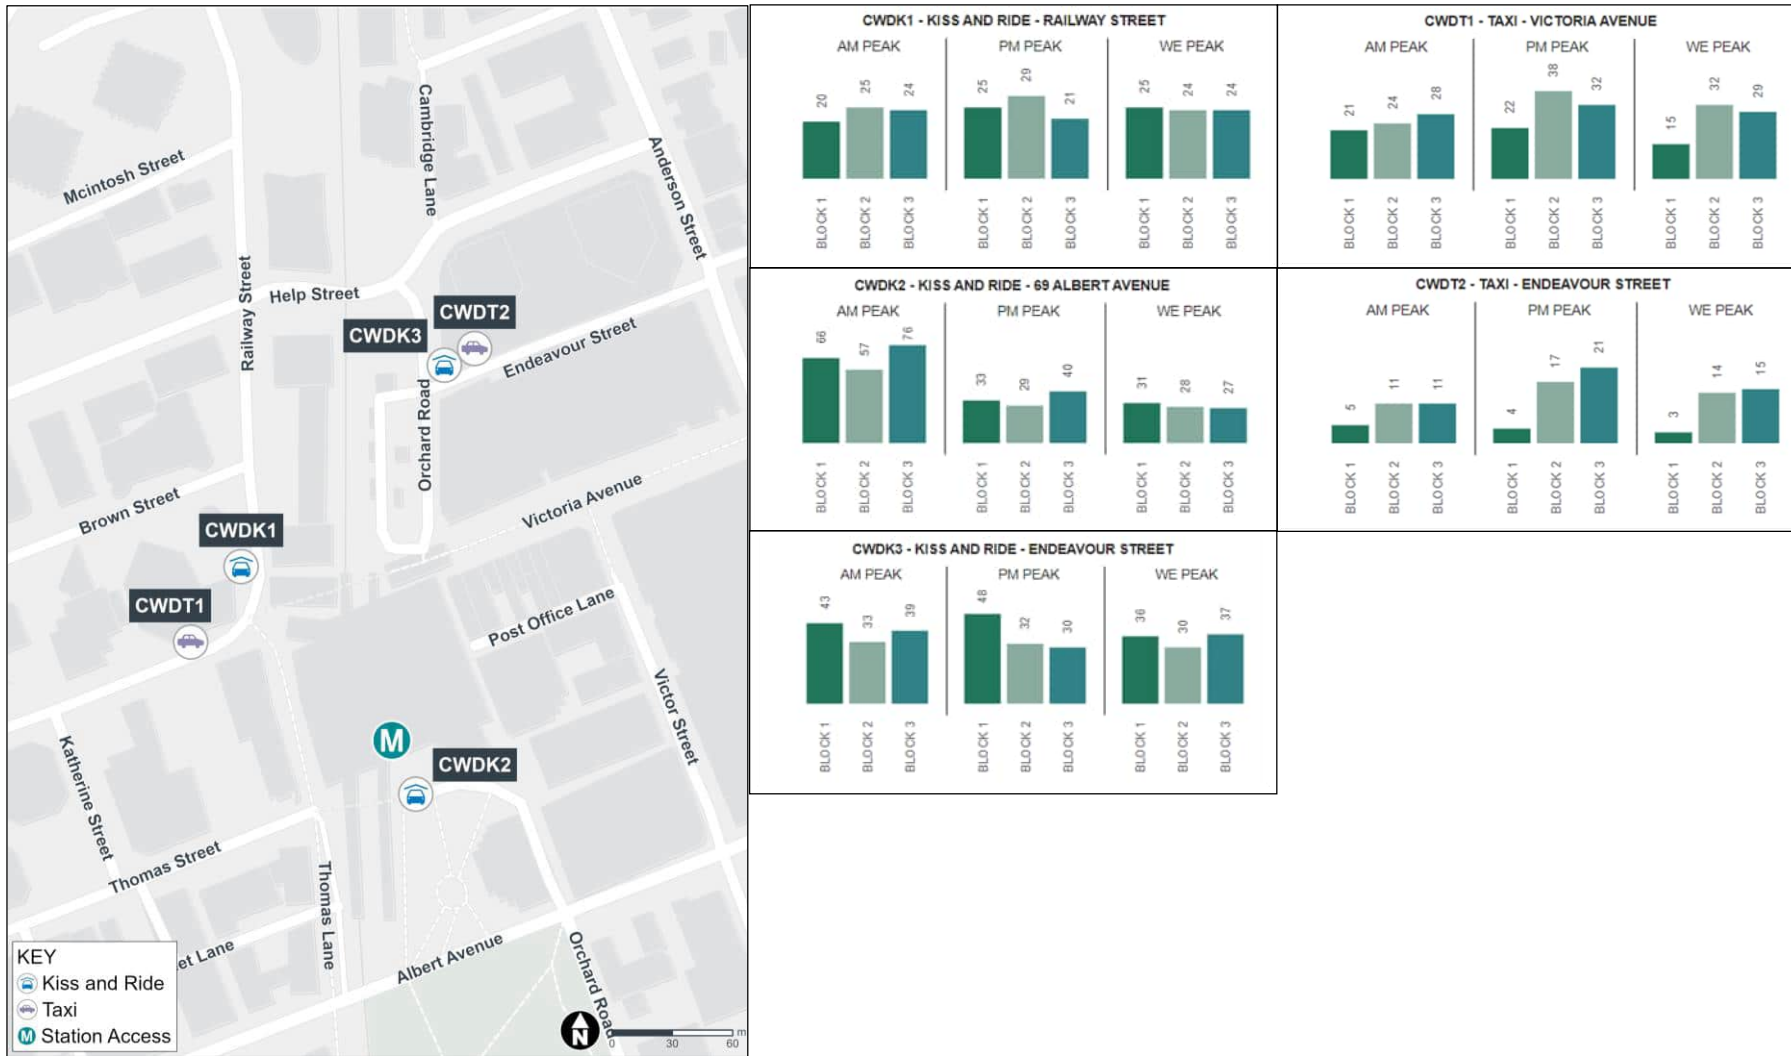 Mcintosh Street
Cambridge Lane
Anderson Street
Railway Street
Help Street
CWDT2
CWDK3
Endeavour Street
Orchard Road
Victoria Avenue
Brown Street
CWDK1
CWDT1
Post Office Lane
Victor Street
M
CWDK2
Katherine Street
Thomas Street
Thomas Lane
et Lane
Albert Avenue
Orchard Road
KEY
Kiss and Ride
Taxi
M Station Access
N
0 30 60 m
CWDK1 - KISS AND RIDE - RAILWAY STREET
AM PEAK PM PEAK WE PEAK
20 25 24 25 29 21 25 24 24
BLOCK 1 BLOCK 2 BLOCK 3 BLOCK 1 BLOCK 2 BLOCK 3 BLOCK 1 BLOCK 2 BLOCK 3
CWDT1 - TAXI - VICTORIA AVENUE
AM PEAK PM PEAK WE PEAK
21 24 28 22 38 32 15 32 29
BLOCK 1 BLOCK 2 BLOCK 3 BLOCK 1 BLOCK 2 BLOCK 3 BLOCK 1 BLOCK 2 BLOCK 3
CWDK2 - KISS AND RIDE - 69 ALBERT AVENUE
AM PEAK PM PEAK WE PEAK
66 57 76 33 29 40 31 28 27
BLOCK 1 BLOCK 2 BLOCK 3 BLOCK 1 BLOCK 2 BLOCK 3 BLOCK 1 BLOCK 2 BLOCK 3
CWDT2 - TAXI - ENDEAVOUR STREET
AM PEAK PM PEAK WE PEAK
5 11 11 4 17 21 3 14 15
BLOCK 1 BLOCK 2 BLOCK 3 BLOCK 1 BLOCK 2 BLOCK 3 BLOCK 1 BLOCK 2 BLOCK 3
CWDK3 - KISS AND RIDE - ENDEAVOUR STREET
AM PEAK PM PEAK WE PEAK
43 33 39 48 32 30 36 30 37
BLOCK 1 BLOCK 2 BLOCK 3 BLOCK 1 BLOCK 2 BLOCK 3 BLOCK 1 BLOCK 2 BLOCK 3